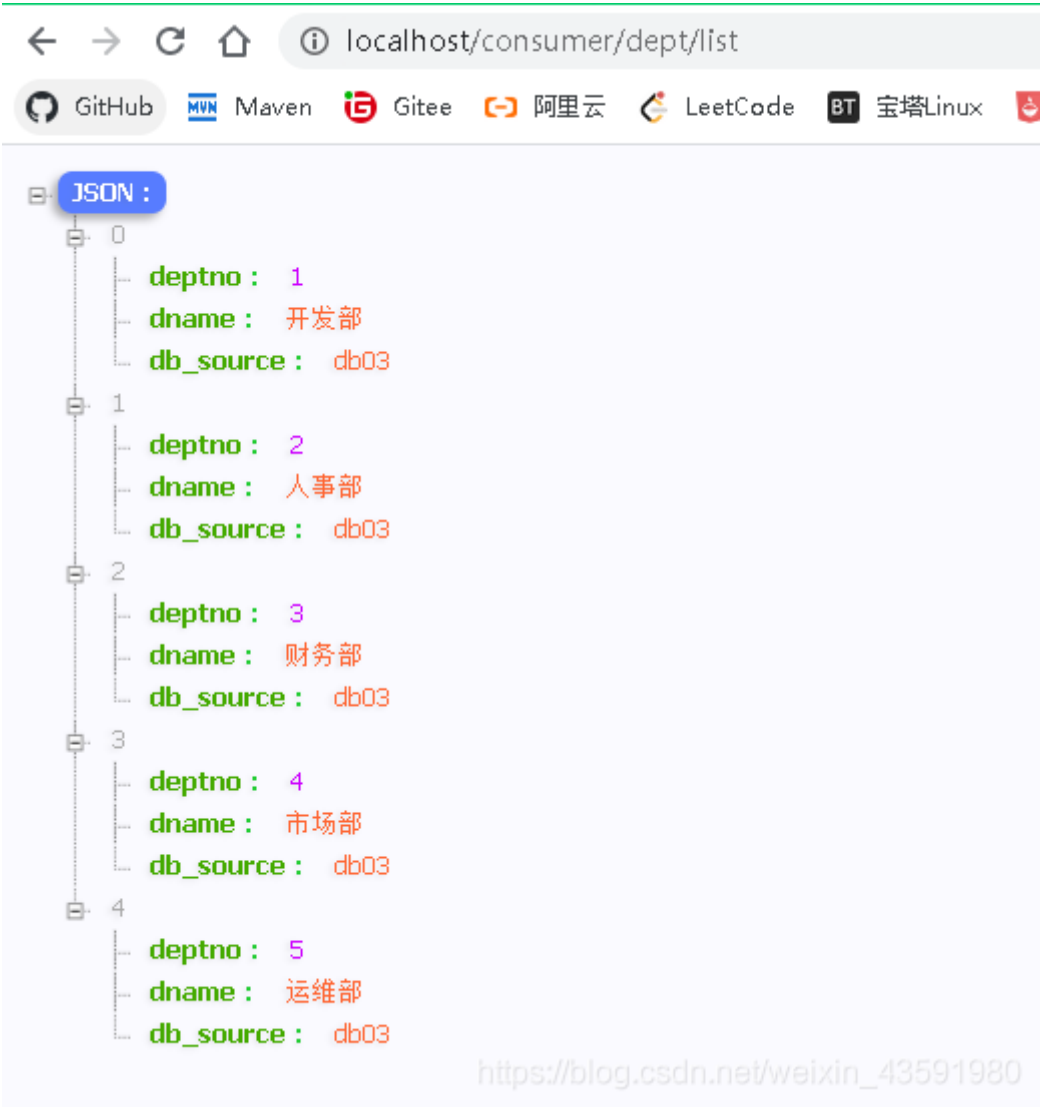 localhost/consumer/dept/list
GitHub MVN Maven G Gitee 阿里云 LeetCode BT 宝塔Linux
JSON :
0
deptno : 1
dname : 开发部
db_source : db03
1
deptno : 2
dname : 人事部
db_source : db03
2
deptno : 3
dname : 财务部
db_source : db03
3
deptno : 4
dname : 市场部
db_source : db03
4
deptno : 5
dname : 运维部
db_source : db03
https://blog.csdn.net/weixin_43591980